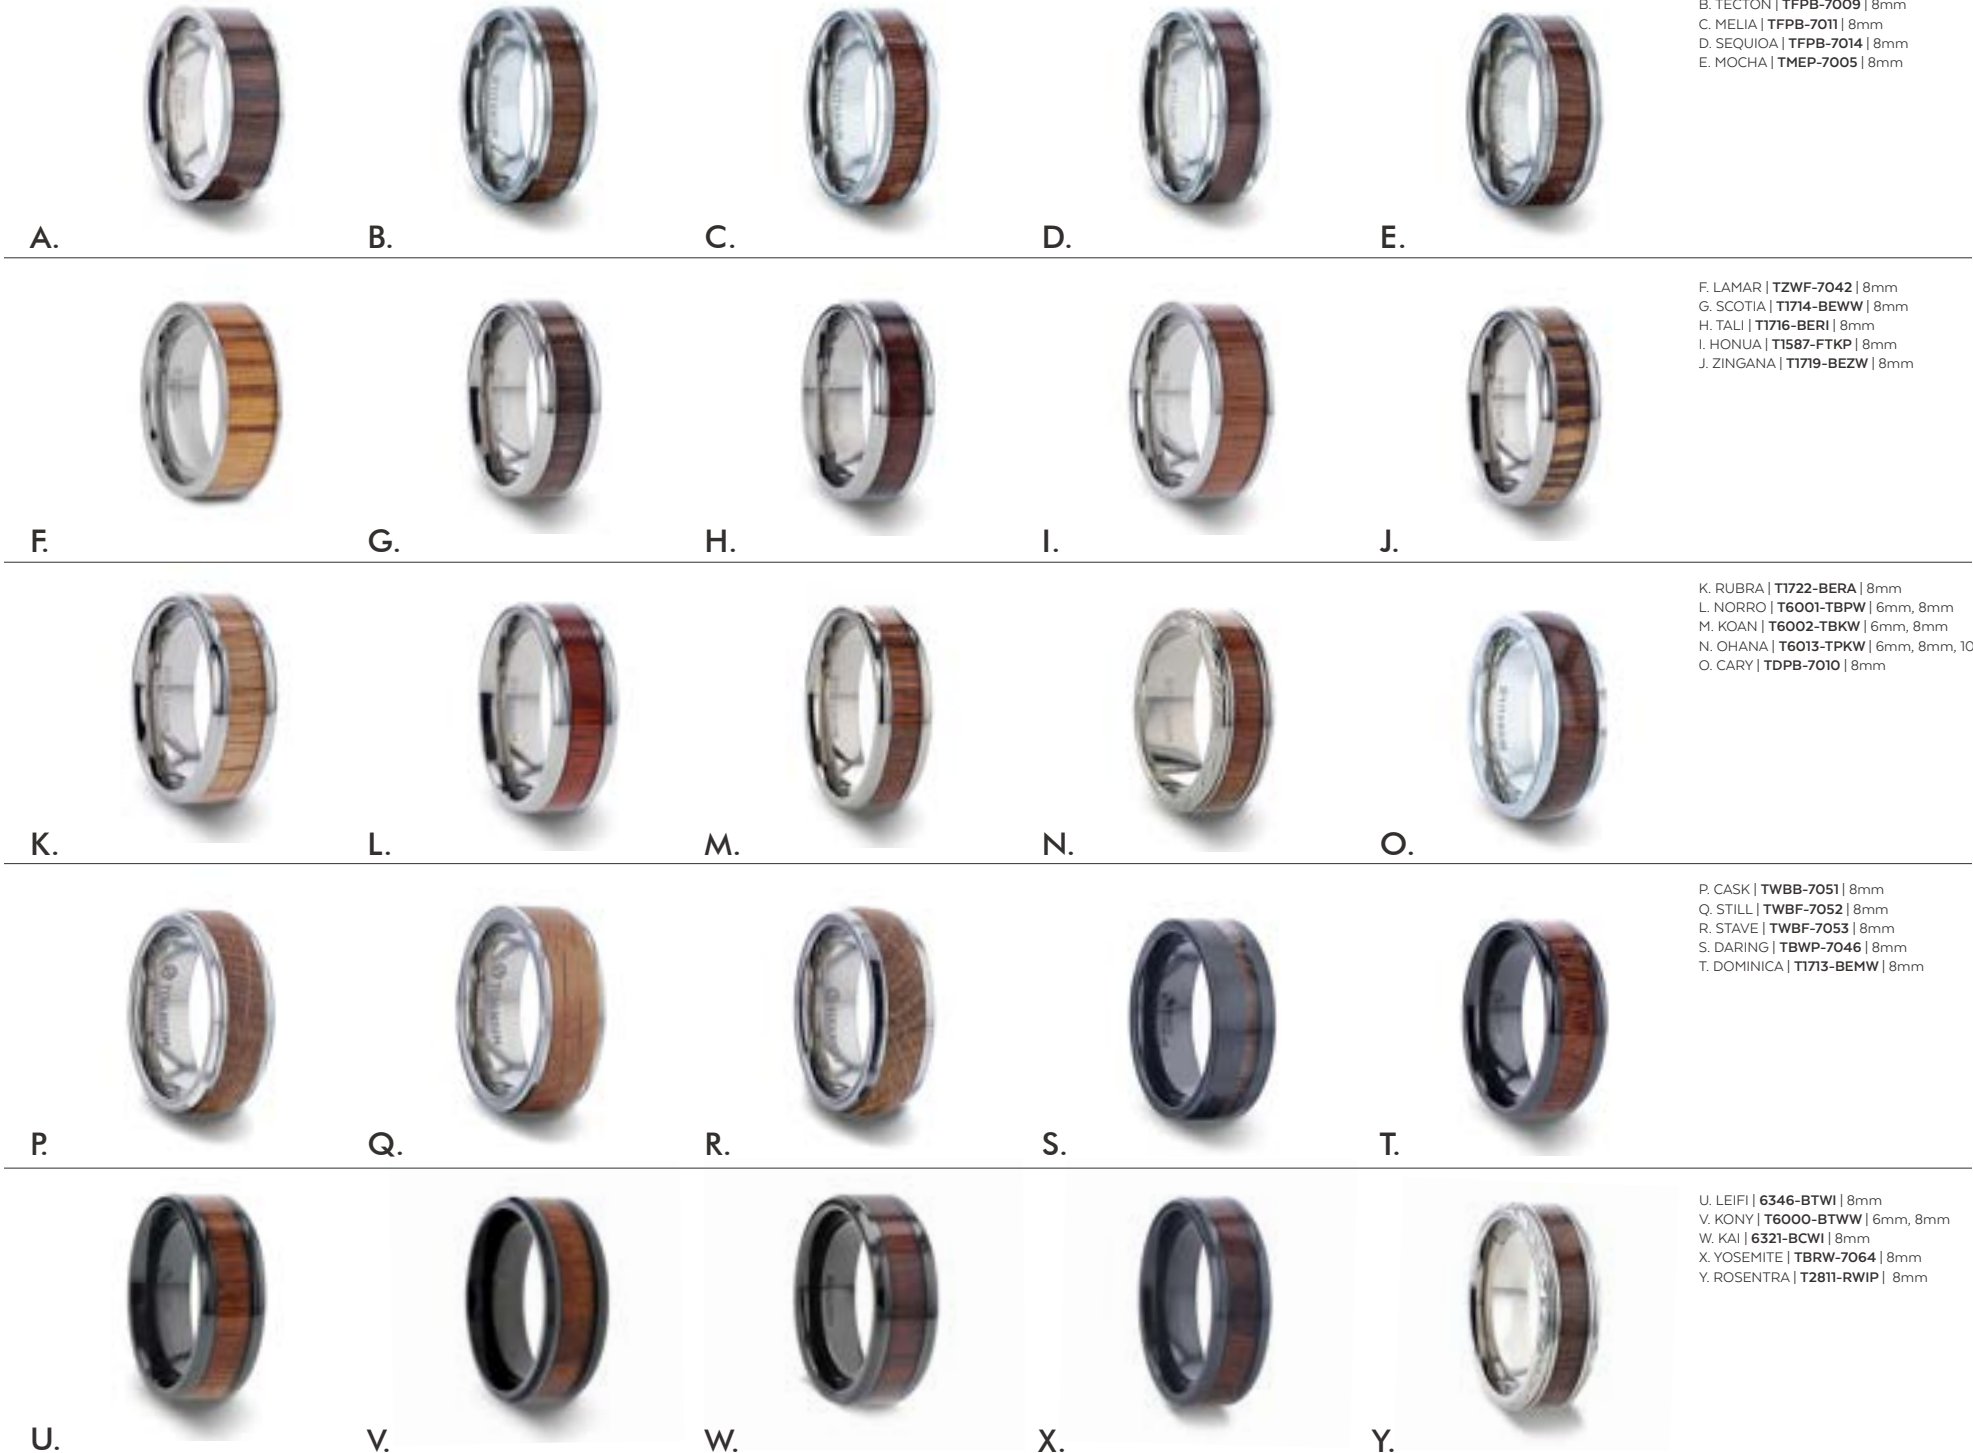 B. TECTON | TFPB-7009 | 8mm
C. MELIA | TFPB-7011 | 8mm
D. SEQUIOA | TFPB-7014 | 8mm
E. MOCHA | TMEP-7005 | 8mm
A.
B.
C.
D.
E.
F. LAMAR | TZWF-7042 | 8mm
G. SCOTIA | T1714-BEWW | 8mm
H. TALI | T1716-BERI | 8mm
I. HONUA | T1587-FTKP | 8mm
J. ZINGANA | T1719-BEZW | 8mm
F.
G.
H.
I.
J.
K. RUBRA | T1722-BERA | 8mm
L. NORRO | T6001-TBPW | 6mm, 8mm
M. KOAN | T6002-TBKW | 6mm, 8mm
N. OHANA | T6013-TPKW | 6mm, 8mm, 10
O. CARY | TDPB-7010 | 8mm
K.
L.
M.
N.
O.
P. CASK | TWBB-7051 | 8mm
Q. STILL | TWBF-7052 | 8mm
R. STAVE | TWBF-7053 | 8mm
S. DARING | TBWP-7046 | 8mm
T. DOMINICA | T1713-BEMW | 8mm
P.
Q.
R.
S.
T.
U. LEIFI | 6346-BTWI | 8mm
V. KONY | T6000-BTWW | 6mm, 8mm
W. KAI | 6321-BCWI | 8mm
X. YOSEMITE | TBRW-7064 | 8mm
Y. ROSENTRA | T2811-RWIP | 8mm
U.
V.
W.
X.
Y.